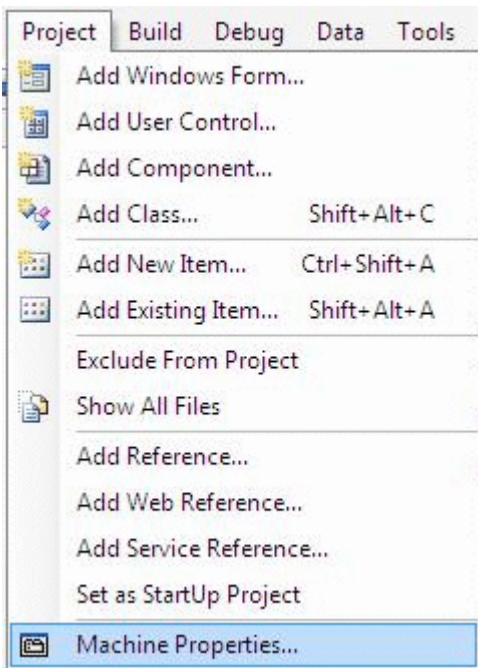 Project Build Debug Data Tools
Add Windows Form...
Add User Control...
Add Component...
Add Class... Shift+Alt+C
Add New Item... Ctrl+Shift+A
Add Existing Item... Shift+Alt+A
Exclude From Project
Show All Files
Add Reference...
Add Web Reference...
Add Service Reference...
Set as StartUp Project
Machine Properties...